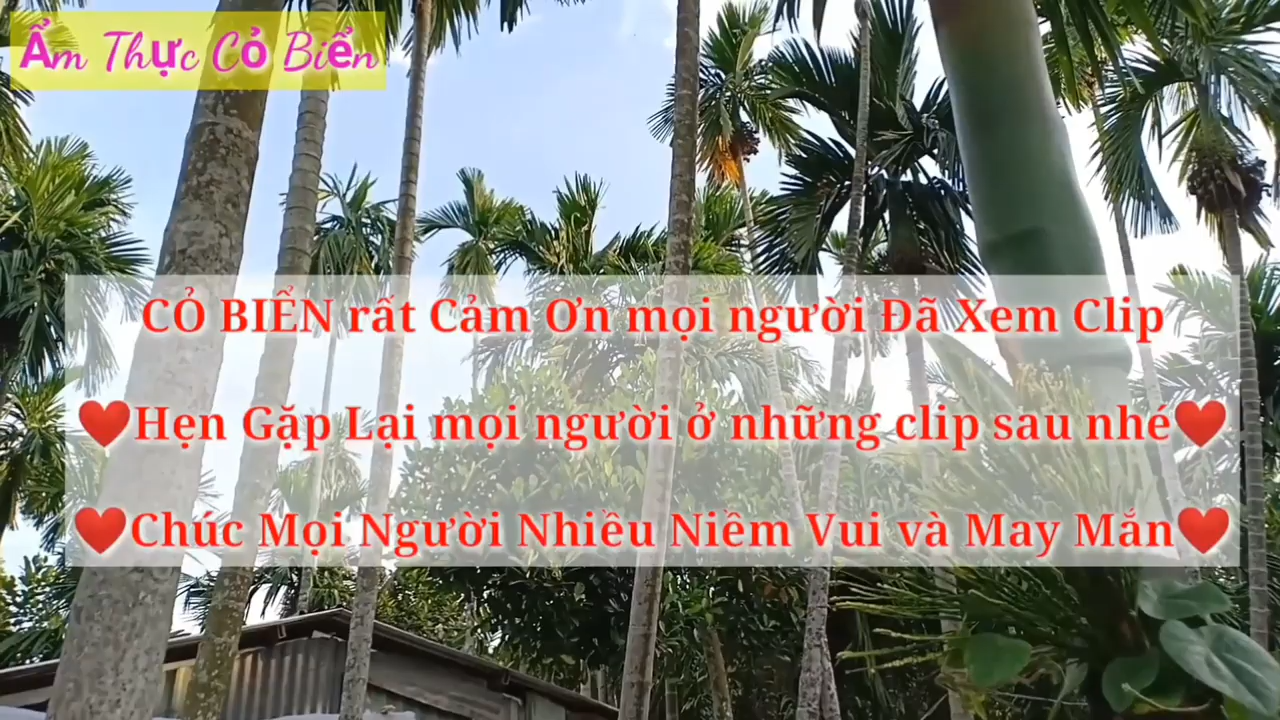 Ẩm Thực Cỏ Biển
CỎ BIỂN rất Cảm Ơn mọi người Đã Xem Clip
❤️Hẹn Gặp Lại mọi người ở những clip sau nhé❤️
❤️Chúc Mọi Người Nhiều Niềm Vui và May Mắn❤️